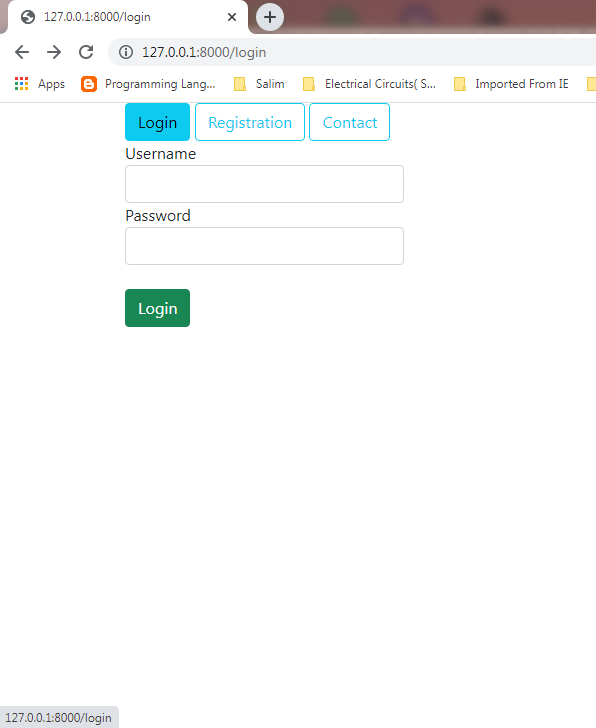 127.0.0.1:8000/login
127.0.0.1:8000/login
Apps Programming Lang... Salim Electrical Circuits( S... Imported From IE
Login Registration Contact
Username
Password
Login
127.0.0.1:8000/login